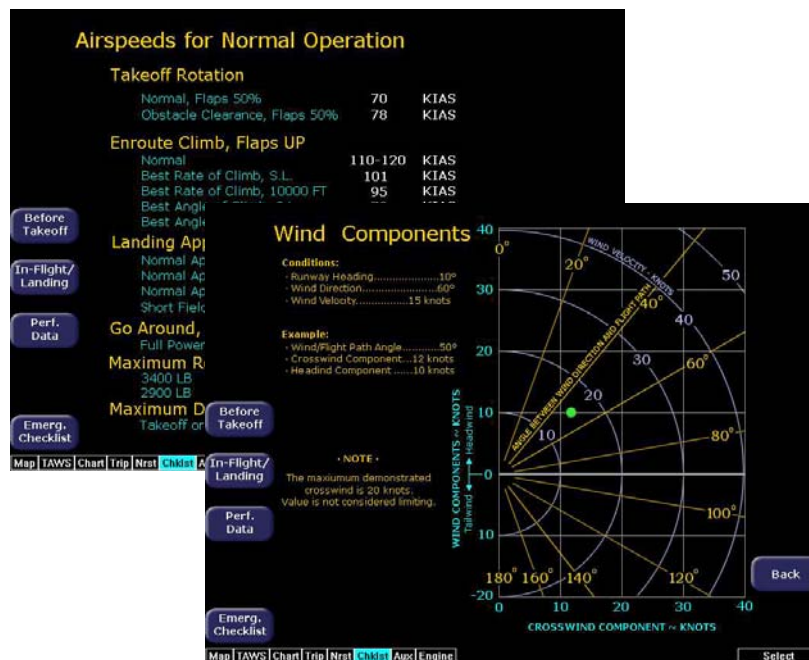 Airspeeds for Normal Operation
Takeoff Rotation
Normal, Flaps 50% 70 KIAS
Obstacle Clearance, Flaps 50% 78 KIAS
Enroute Climb, Flaps UP
Normal 110-120 KIAS
Best Rate of Climb, S.L. 101 KIAS
Best Rate of Climb, 10000 FT 95 KIAS
Best Angle
Best Angle
Landing App
Normal Ap
Normal Ap
Normal Ap
Short Field
Go Around,
Full Power
Maximum R
3400 LB
2900 LB
Maximum D
Takeoff or
Before
Takeoff
In-Flight/
Landing
Perf.
Data
Emerg.
Checklist
Map TAWS Chart Trip Nrst Chklst A
Wind Components
Conditions:
- Runway Heading......................10°
- Wind Direction.......................60°
- Wind Velocity.................15 knots
Example:
- Wind/Flight Path Angle...........50°
- Crosswind Component...12 knots
- Headind Component ......10 knots
- NOTE -
The maxiumum demonstrated
crosswind is 20 knots.
Value is not considered limiting.
Before
Takeoff
In-Flight/
Landing
Perf.
Data
Emerg.
Checklist
WIND COMPONENTS ~ KNOTS
Tailwind
Headwind
40
30
20
10
0
-10
-20
0°
20°
40°
60°
80°
100°
120°
140°
160°
180°
WIND VELOCITY - KNOTS
ANGLE BETWEEN WIND DIRECTION AND FLIGHT PATH
10
20
30
40
50
0 10 20 30 40
CROSSWIND COMPONENT ~ KNOTS
Back
Map TAWS Chart Trip Nrst Chklst Aux Engine
Select